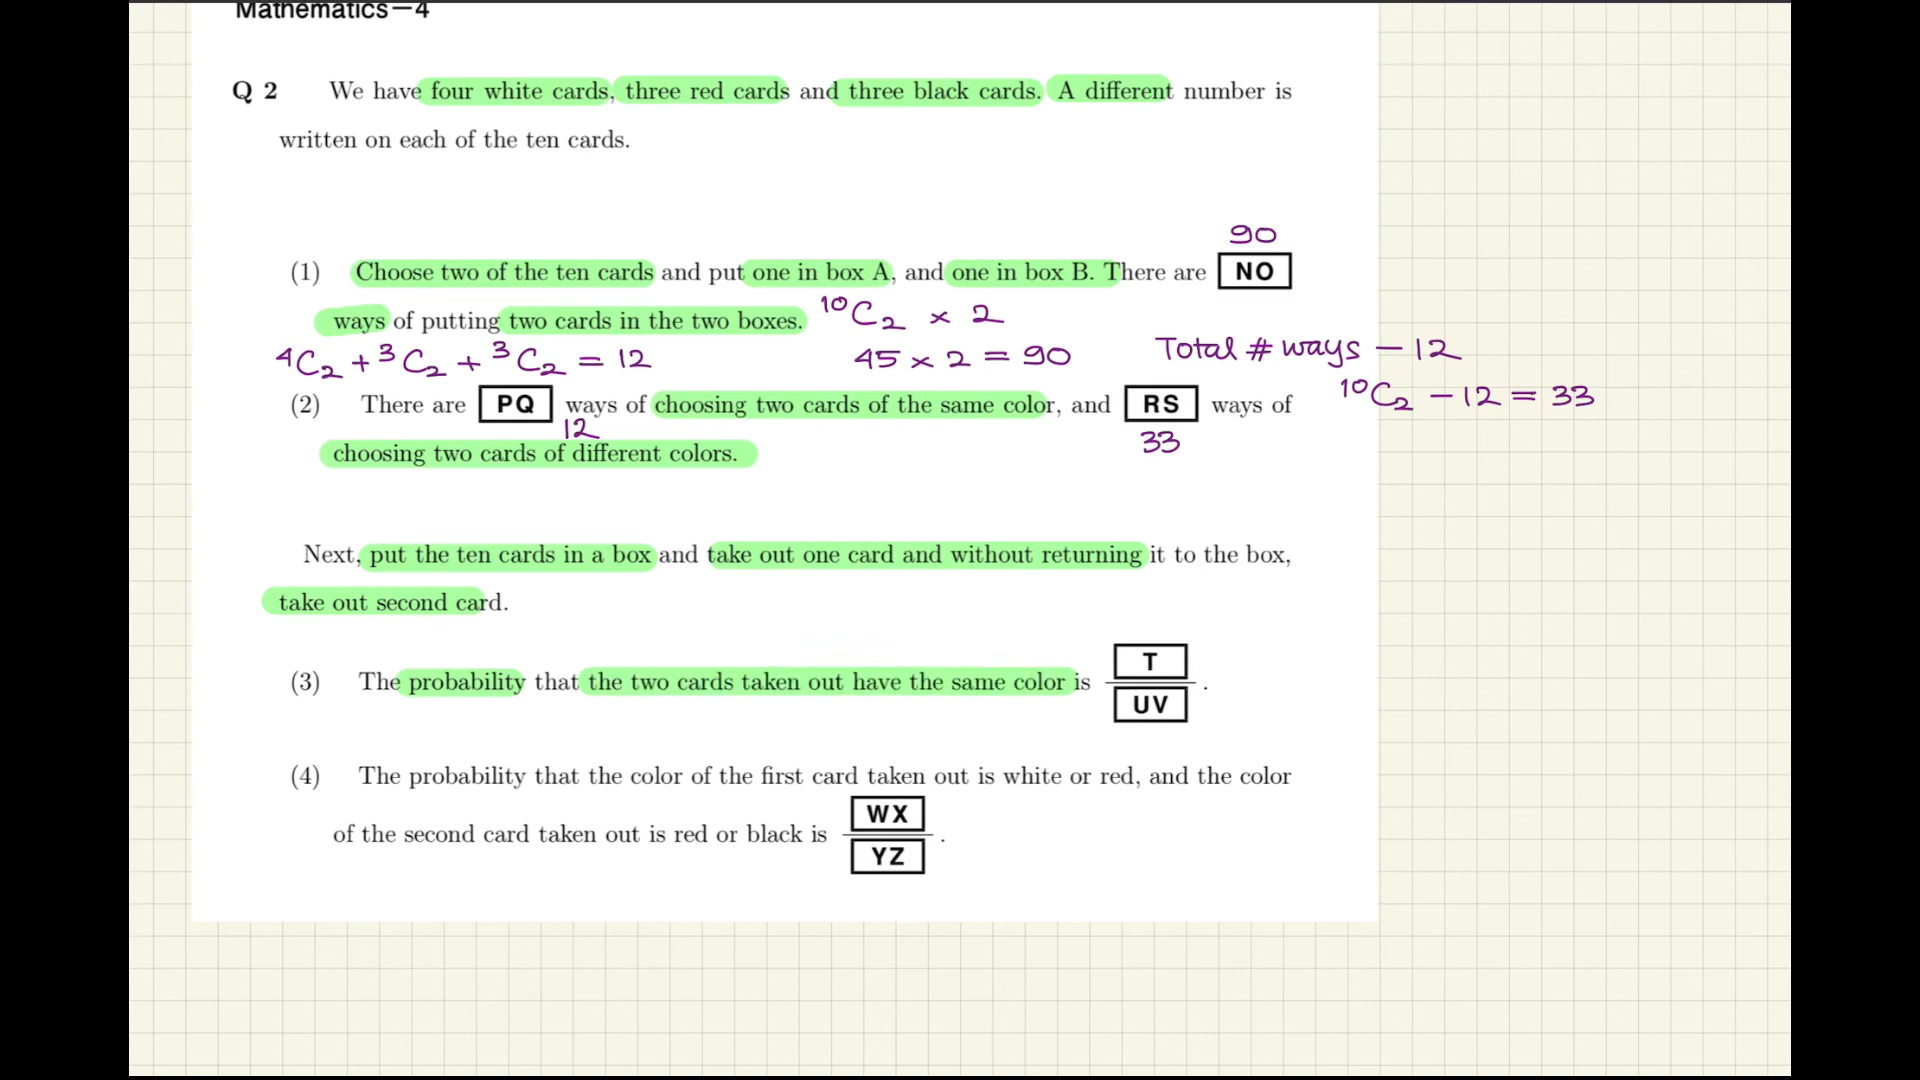 Mathematics—4
Q 2 We have four white cards, three red cards and three black cards. A different number is
written on each of the ten cards.
90
(1) Choose two of the ten cards and put one in box A, and one in box B. There are NO
ways of putting two cards in the two boxes. ¹⁰C₂ × 2
⁴C₂ + ³C₂ + ³C₂ = 12 45 × 2 = 90 Total # ways − 12
¹⁰C₂ − 12 = 33
(2) There are PQ ways of choosing two cards of the same color, and RS ways of
12 33
choosing two cards of different colors.
Next, put the ten cards in a box and take out one card and without returning it to the box,
take out second card.
T
(3) The probability that the two cards taken out have the same color is .
UV
(4) The probability that the color of the first card taken out is white or red, and the color
WX
of the second card taken out is red or black is .
YZ